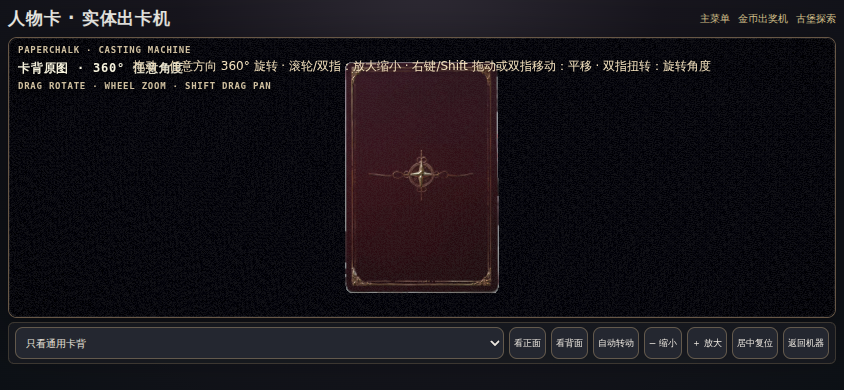 人物卡 · 实体出卡机
主菜单 金币出奖机 古堡探索
PAPERCHALK · CASTING MACHINE
卡背原图 · 360° 任意角度
意方向 360° 旋转 · 滚轮/双指：放大缩小 · 右键/Shift 拖动或双指移动：平移 · 双指扭转：旋转角度
DRAG ROTATE · WHEEL ZOOM · SHIFT DRAG PAN
只看通用卡背
看正面
看背面
自动转动
− 缩小
+ 放大
居中复位
返回机器